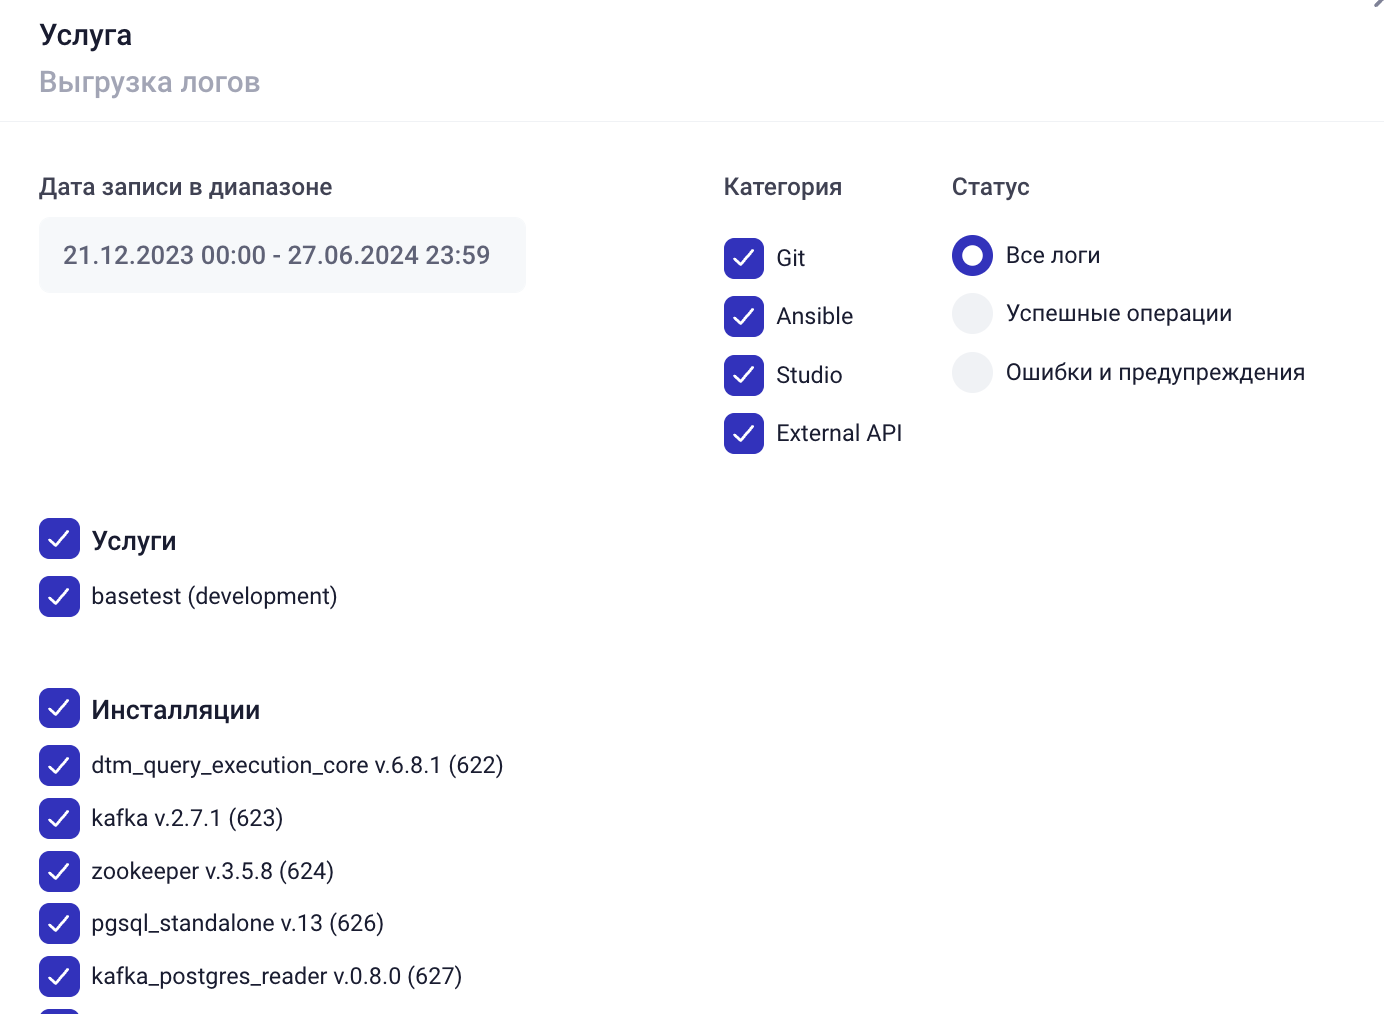 Услуга
Выгрузка логов
Дата записи в диапазоне
21.12.2023 00:00 - 27.06.2024 23:59
Категория
Git
Ansible
Studio
External API
Статус
Все логи
Успешные операции
Ошибки и предупреждения
Услуги
basetest (development)
Инсталляции
dtm_query_execution_core v.6.8.1 (622)
kafka v.2.7.1 (623)
zookeeper v.3.5.8 (624)
pgsql_standalone v.13 (626)
kafka_postgres_reader v.0.8.0 (627)